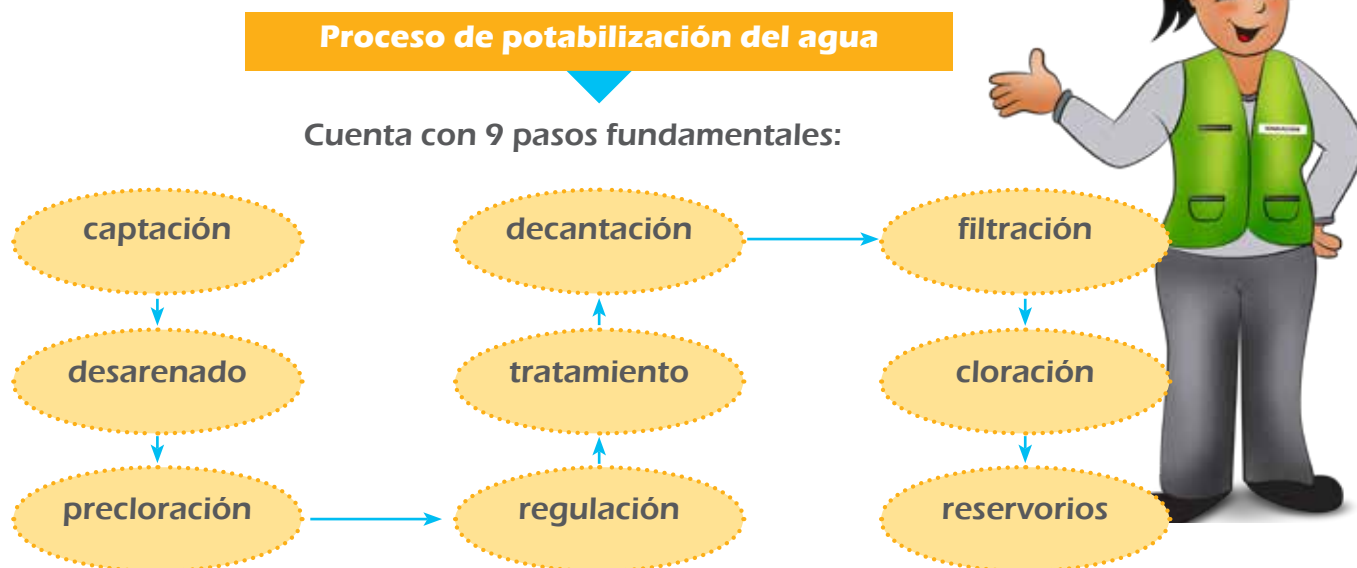 Proceso de potabilización del agua
Cuenta con 9 pasos fundamentales:
captación
desarenado
precloración
regulación
tratamiento
decantación
filtración
cloración
reservorios